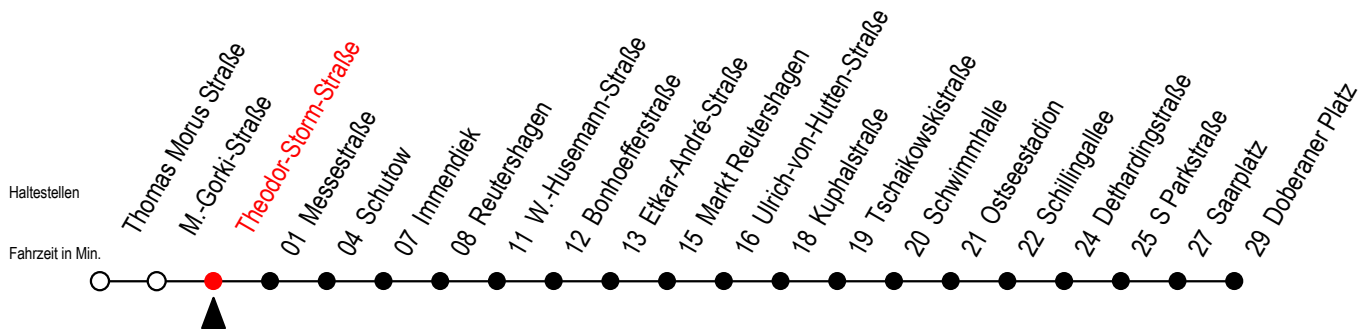 Haltestellen
Fahrzeit in Min.
Thomas Morus Straße
M.-Gorki-Straße
Theodor-Storm-Straße
01 Messestraße
04 Schutow
07 Immendiek
08 Reutershagen
11 W.-Husemann-Straße
12 Bonhoefferstraße
13 Etkar-André-Straße
15 Markt Reutershagen
16 Ulrich-von-Hutten-Straße
18 Kuphalstraße
19 Tschaikowskistraße
20 Schwimmhalle
21 Ostseestadion
22 Schillingallee
24 Dethardingstraße
25 S Parkstraße
27 Saarplatz
29 Doberaner Platz